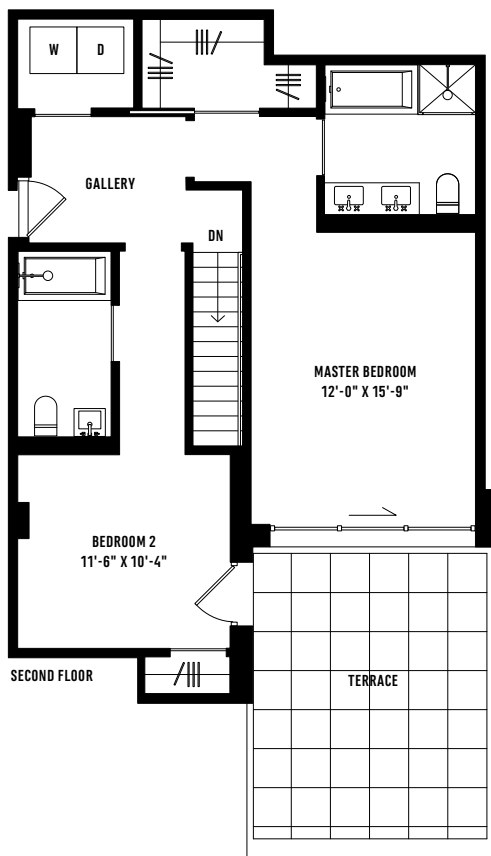 W D
GALLERY
DN
MASTER BEDROOM
12'-0" X 15'-9"
BEDROOM 2
11'-6" X 10'-4"
SECOND FLOOR
TERRACE